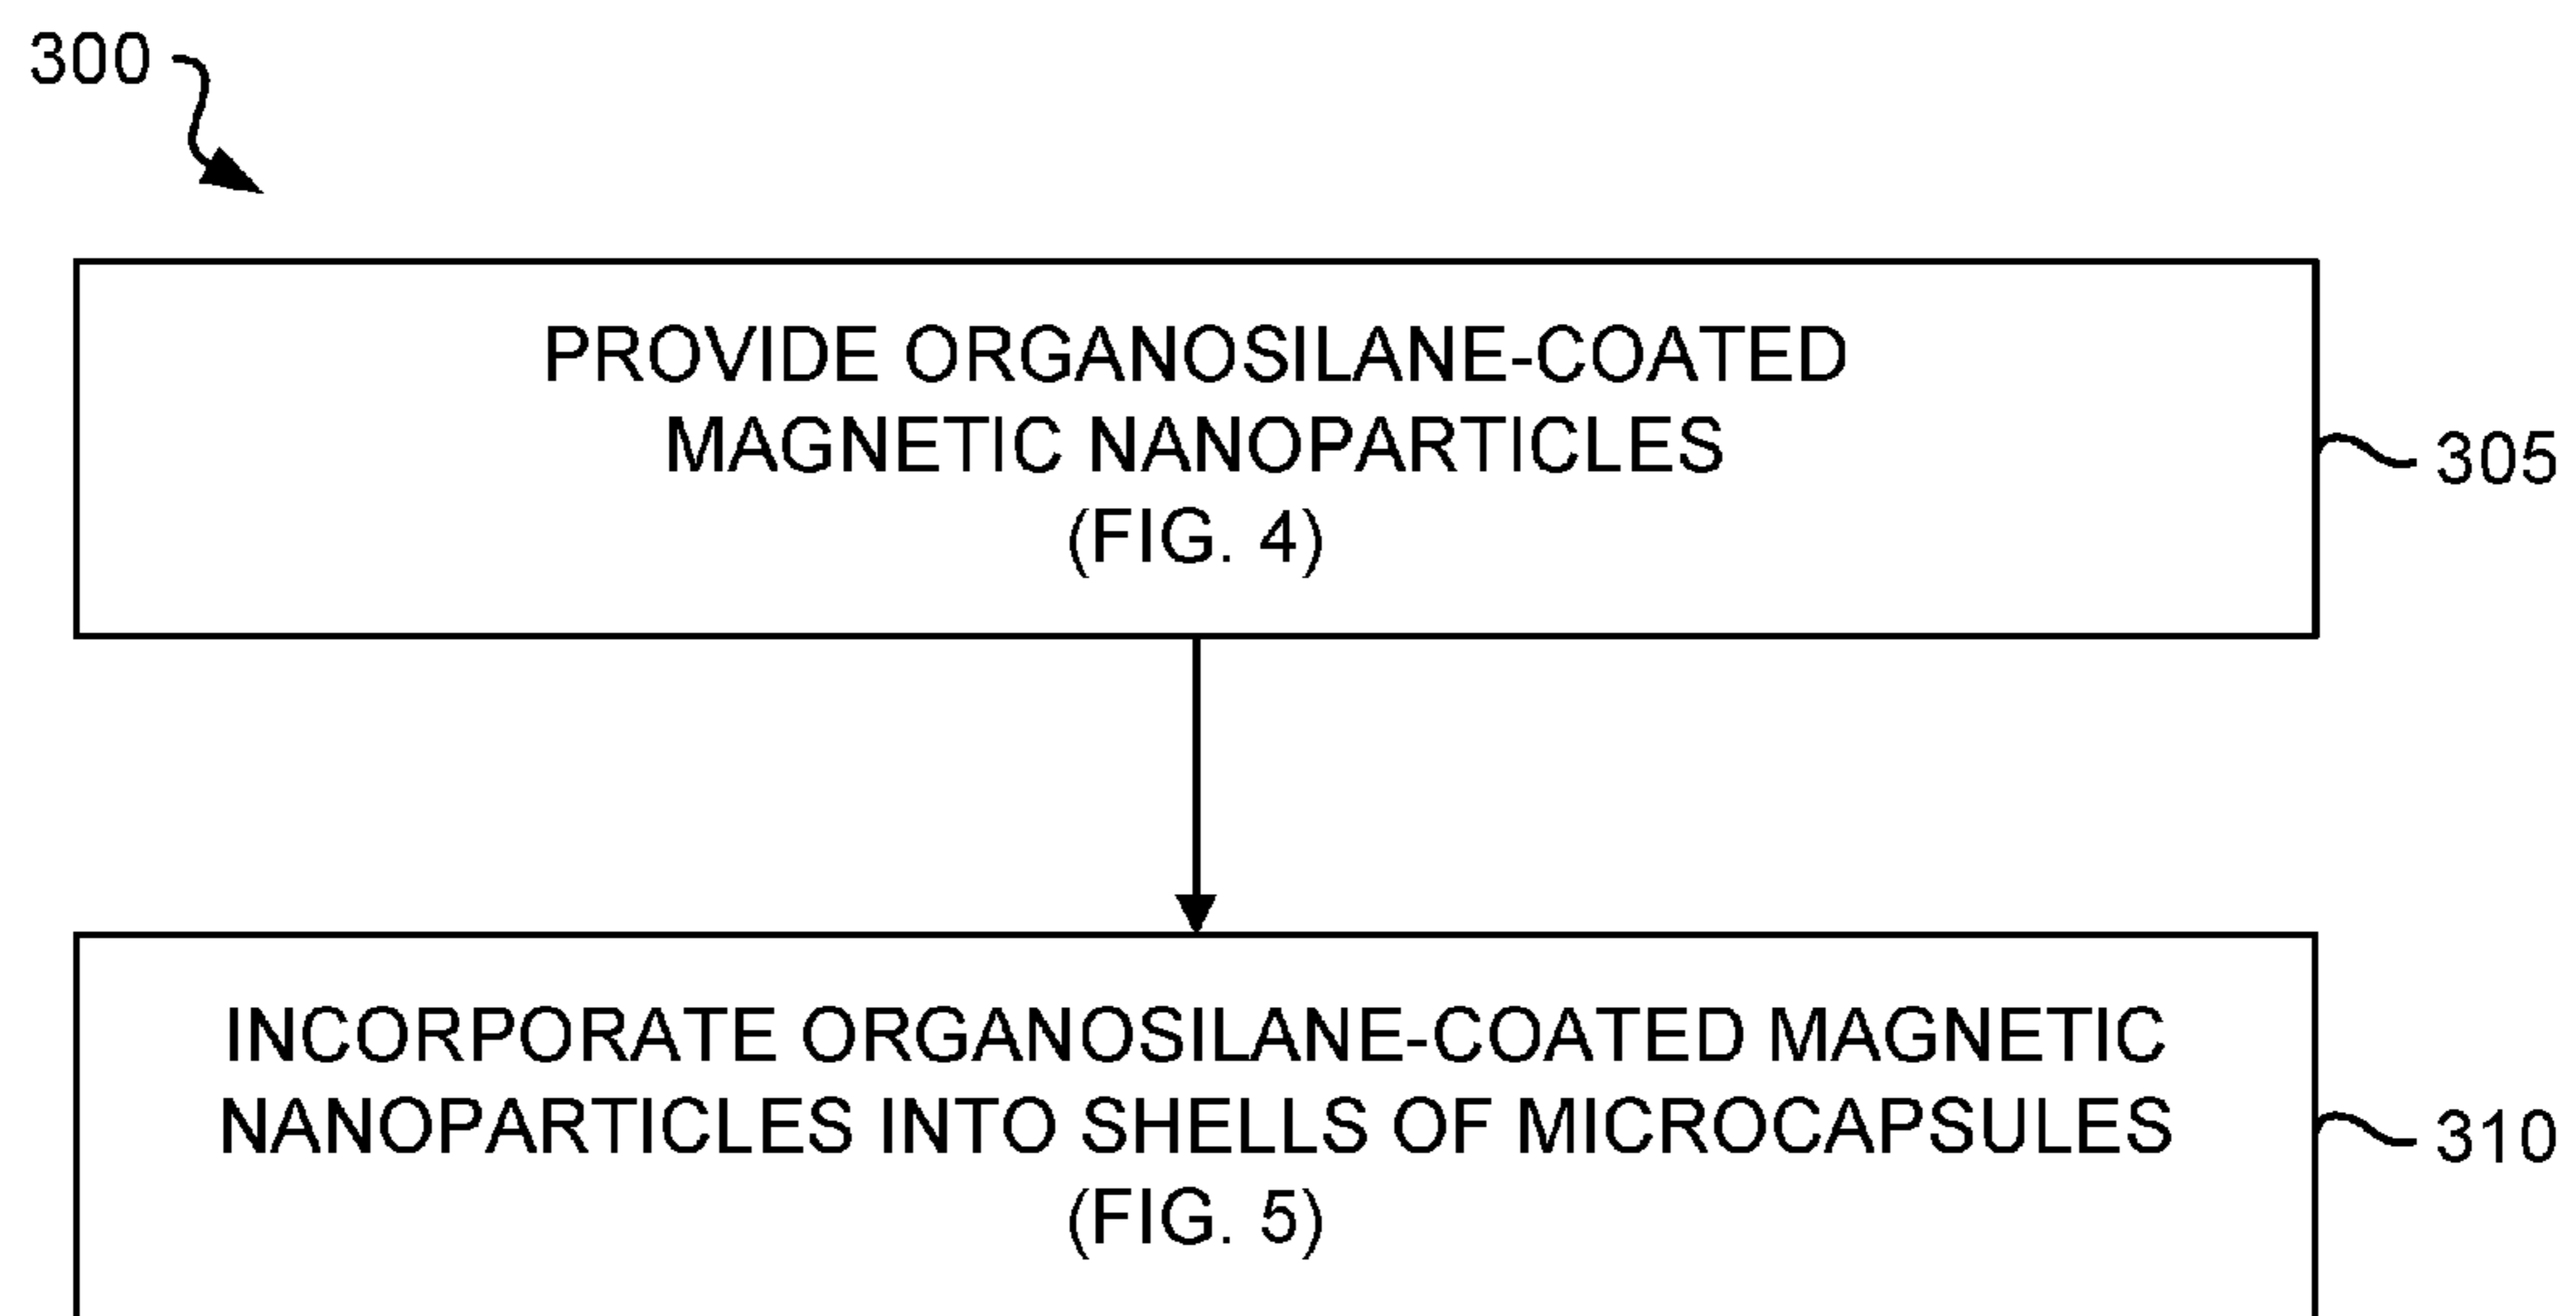 300
PROVIDE ORGANOSILANE-COATED
MAGNETIC NANOPARTICLES
(FIG. 4)
305
INCORPORATE ORGANOSILANE-COATED MAGNETIC
NANOPARTICLES INTO SHELLS OF MICROCAPSULES
(FIG. 5)
310